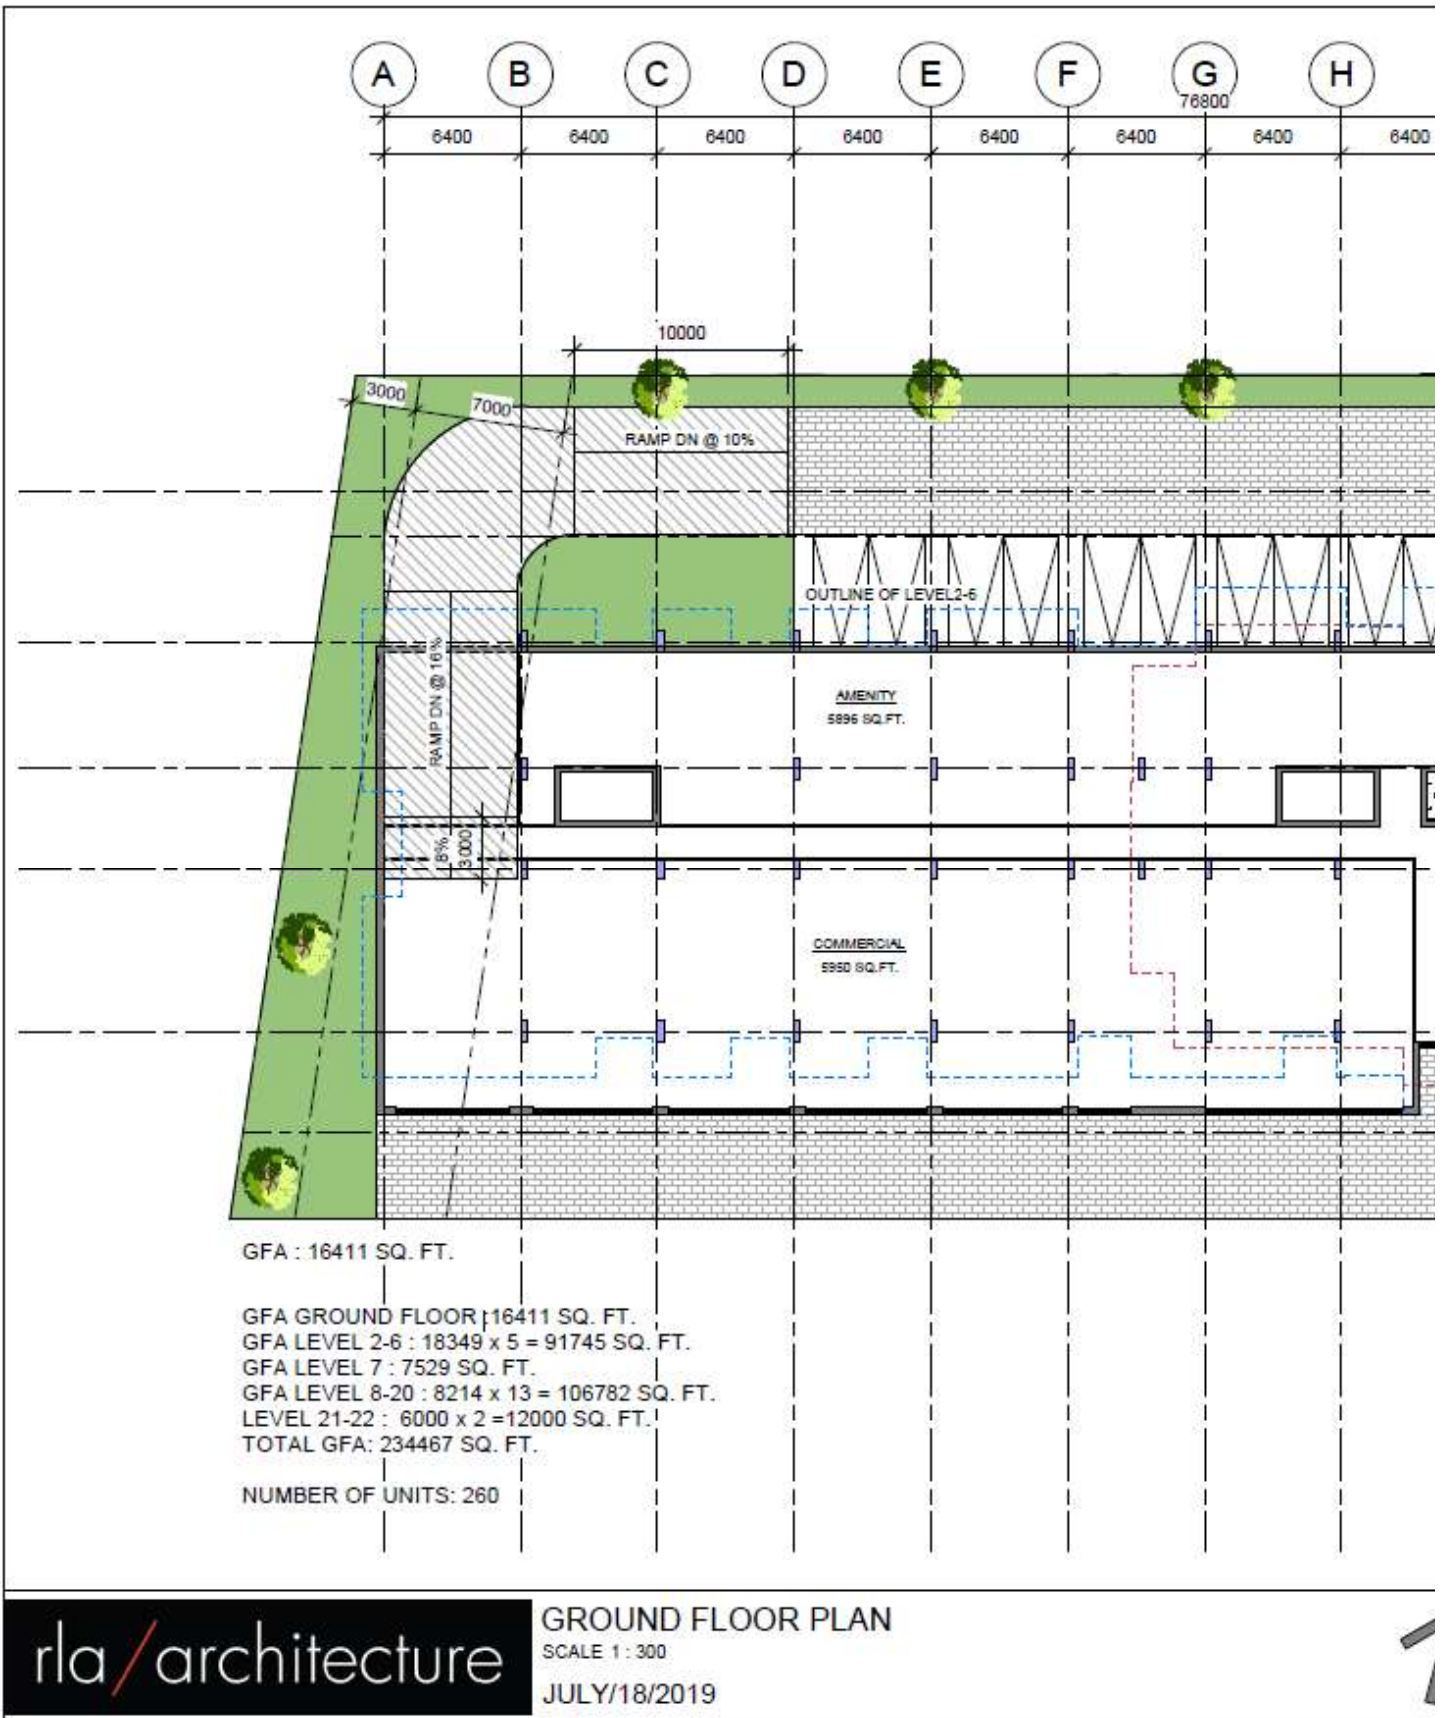 A B C D E F G H
76800
6400 6400 6400 6400 6400 6400 6400 6400
10000
3000
7000
RAMP DN @ 10%
OUTLINE OF LEVEL2-6
RAMP DN @ 16%
AMENITY
5896 SQ.FT.
8%
3000
COMMERCIAL
5950 SQ.FT.
GFA : 16411 SQ. FT.
GFA GROUND FLOOR :16411 SQ. FT.
GFA LEVEL 2-6 : 18349 x 5 = 91745 SQ. FT.
GFA LEVEL 7 : 7529 SQ. FT.
GFA LEVEL 8-20 : 8214 x 13 = 106782 SQ. FT.
LEVEL 21-22 : 6000 x 2 =12000 SQ. FT.
TOTAL GFA: 234467 SQ. FT.
NUMBER OF UNITS: 260
rla/architecture
GROUND FLOOR PLAN
SCALE 1 : 300
JULY/18/2019